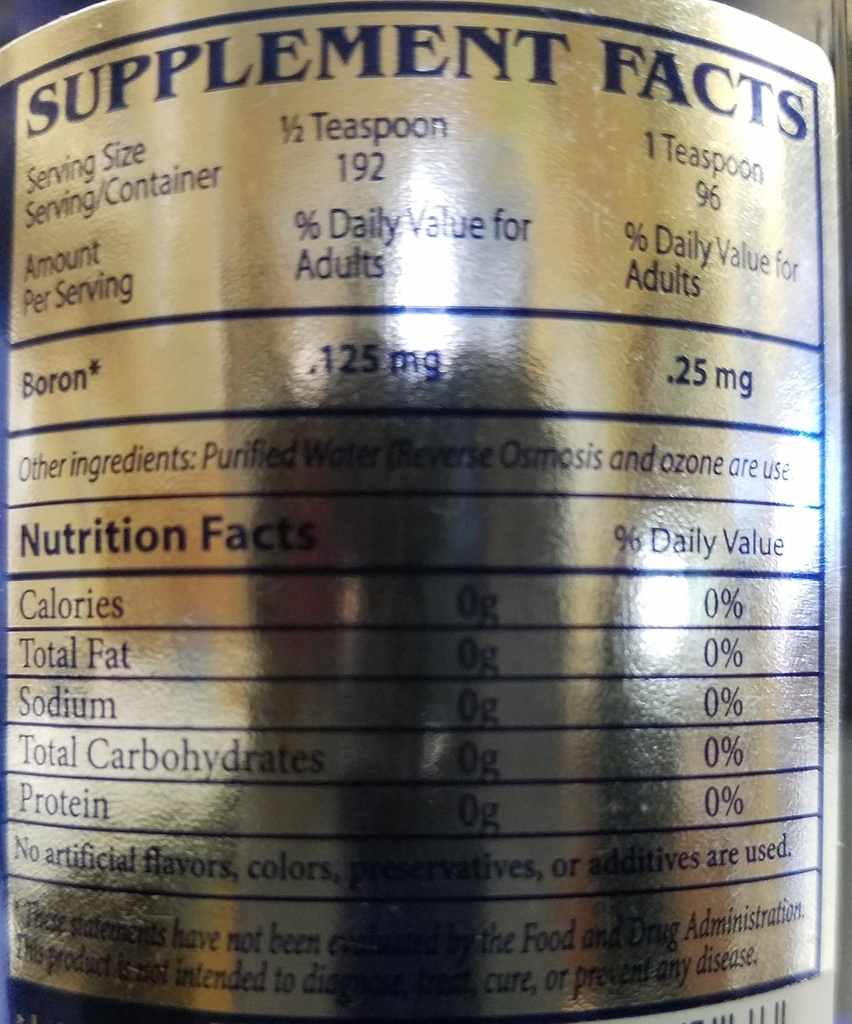 SUPPLEMENT FACTS
Serving Size ½ Teaspoon 1 Teaspoon
Serving/Container 192 96
Amount % Daily Value for % Daily Value for
Per Serving Adults Adults
Boron* .125 mg .25 mg
Other ingredients: Purified Water (Reverse Osmosis and ozone are use
Nutrition Facts % Daily Value
Calories 0g 0%
Total Fat 0g 0%
Sodium 0g 0%
Total Carbohydrates 0g 0%
Protein 0g 0%
No artificial flavors, colors, preservatives, or additives are used.
* These statements have not been evaluated by the Food and Drug Administration.
This product is not intended to diagnose, treat, cure, or prevent any disease.